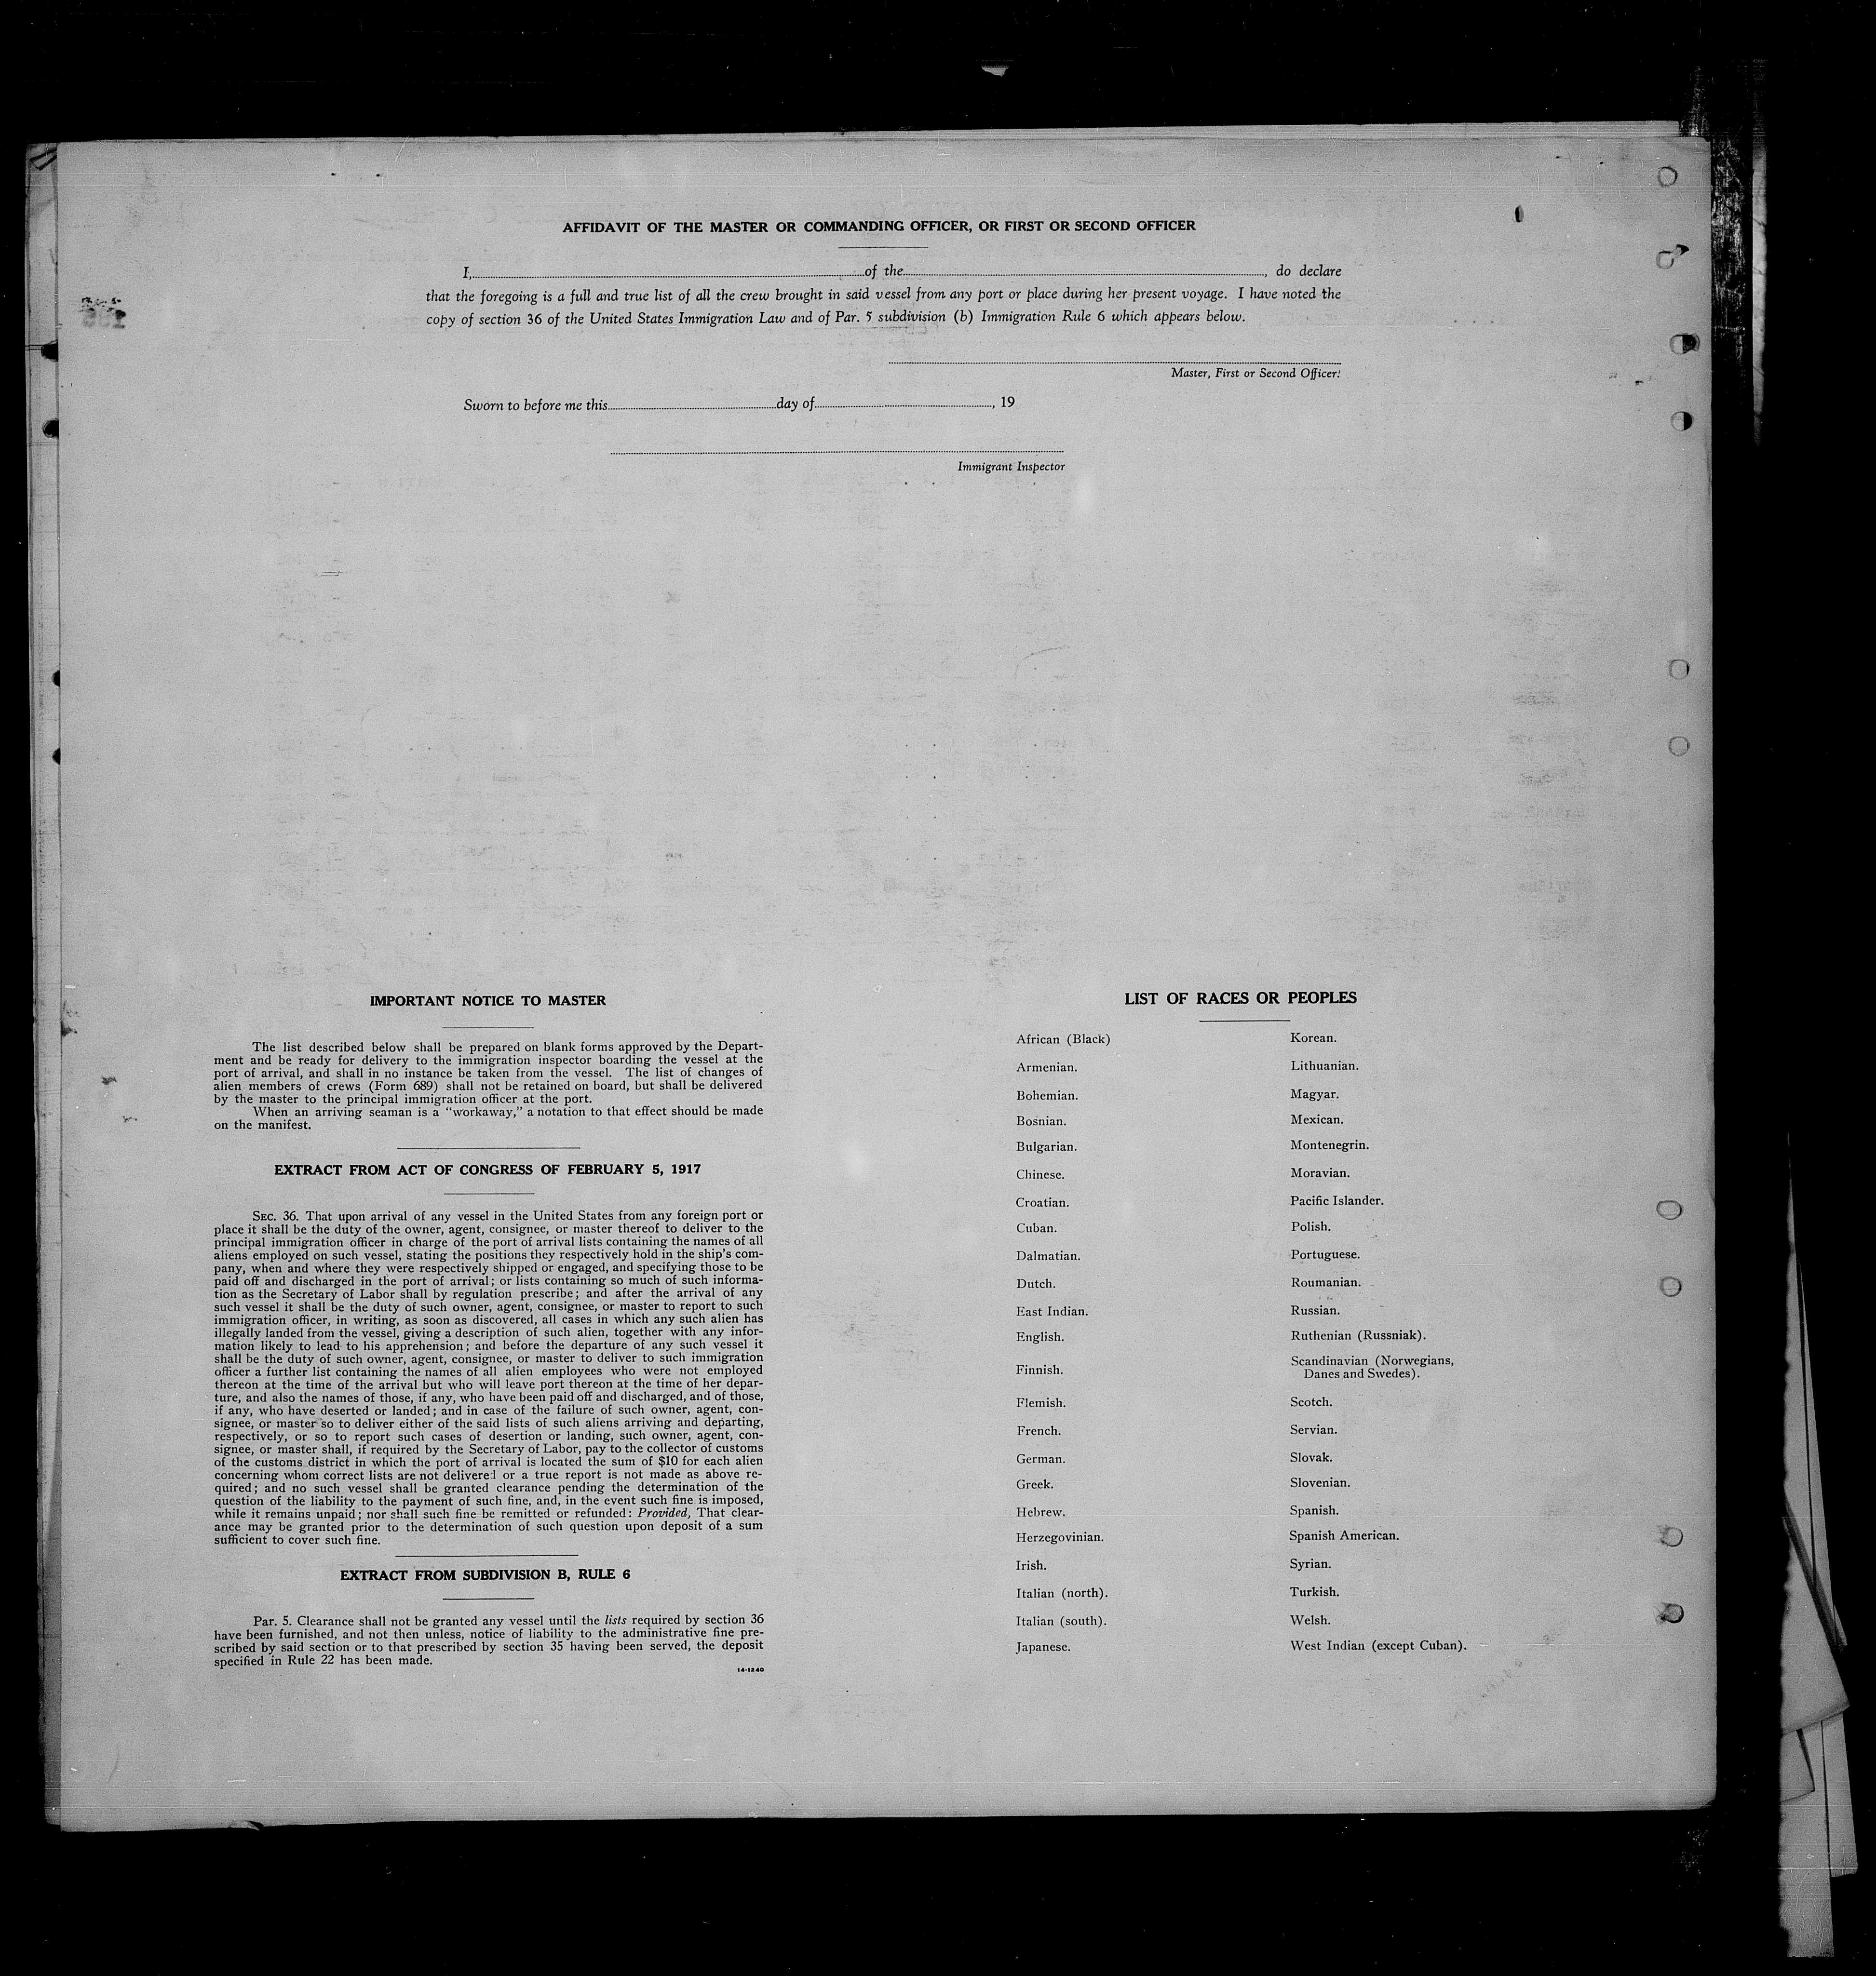 AFFIDAVIT OF THE MASTER OR COMMANDING OFFICER, OR FIRST OR SECOND OFFICER
I, of the , do declare
that the foregoing is a full and true list of all the crew brought in said vessel from any port or place during her present voyage. I have noted the
copy of section 36 of the United States Immigration Law and of Par. 5 subdivision (b) Immigration Rule 6 which appears below.
Master, First or Second Officer.
Sworn to before me this day of , 19
Immigrant Inspector
IMPORTANT NOTICE TO MASTER
The list described below shall be prepared on blank forms approved by the Depart-
ment and be ready for delivery to the immigration inspector boarding the vessel at the
port of arrival, and shall in no instance be taken from the vessel. The list of changes of
alien members of crews (Form 689) shall not be retained on board, but shall be delivered
by the master to the principal immigration officer at the port.
When an arriving seaman is a "workaway," a notation to that effect should be made
on the manifest.
EXTRACT FROM ACT OF CONGRESS OF FEBRUARY 5, 1917
SEC. 36. That upon arrival of any vessel in the United States from any foreign port or
place it shall be the duty of the owner, agent, consignee, or master thereof to deliver to the
principal immigration officer in charge of the port of arrival lists containing the names of all
aliens employed on such vessel, stating the positions they respectively hold in the ship's com-
pany, when and where they were respectively shipped or engaged, and specifying those to be
paid off and discharged in the port of arrival; or lists containing so much of such informa-
tion as the Secretary of Labor shall by regulation prescribe; and after the arrival of any
such vessel it shall be the duty of such owner, agent, consignee, or master to report to such
immigration officer, in writing, as soon as discovered, all cases in which any such alien has
illegally landed from the vessel, giving a description of such alien, together with any infor-
mation likely to lead to his apprehension; and before the departure of any such vessel it
shall be the duty of such owner, agent, consignee, or master to deliver to such immigration
officer a further list containing the names of all alien employees who were not employed
thereon at the time of the arrival but who will leave port thereon at the time of her depar-
ture, and also the names of those, if any, who have been paid off and discharged, and of those,
if any, who have deserted or landed; and in case of the failure of such owner, agent, con-
signee, or master so to deliver either of the said lists of such aliens arriving and departing,
respectively, or so to report such cases of desertion or landing, such owner, agent, con-
signee, or master shall, if required by the Secretary of Labor, pay to the collector of customs
of the customs district in which the port of arrival is located the sum of $10 for each alien
concerning whom correct lists are not delivered or a true report is not made as above re-
quired; and no such vessel shall be granted clearance pending the determination of the
question of the liability to the payment of such fine, and, in the event such fine is imposed,
while it remains unpaid; nor shall such fine be remitted or refunded: Provided, That clear-
ance may be granted prior to the determination of such question upon deposit of a sum
sufficient to cover such fine.
EXTRACT FROM SUBDIVISION B, RULE 6
Par. 5. Clearance shall not be granted any vessel until the lists required by section 36
have been furnished, and not then unless, notice of liability to the administrative fine pre-
scribed by said section or to that prescribed by section 35 having been served, the deposit
specified in Rule 22 has been made.
14-1240
LIST OF RACES OR PEOPLES
African (Black)
Armenian.
Bohemian.
Bosnian.
Bulgarian.
Chinese.
Croatian.
Cuban.
Dalmatian.
Dutch.
East Indian.
English.
Finnish.
Flemish.
French.
German.
Greek.
Hebrew.
Herzegovinian.
Irish.
Italian (north).
Italian (south).
Japanese.
Korean.
Lithuanian.
Magyar.
Mexican.
Montenegrin.
Moravian.
Pacific Islander.
Polish.
Portuguese.
Roumanian.
Russian.
Ruthenian (Russniak).
Scandinavian (Norwegians,
Danes and Swedes).
Scotch.
Servian.
Slovak.
Slovenian.
Spanish.
Spanish American.
Syrian.
Turkish.
Welsh.
West Indian (except Cuban).